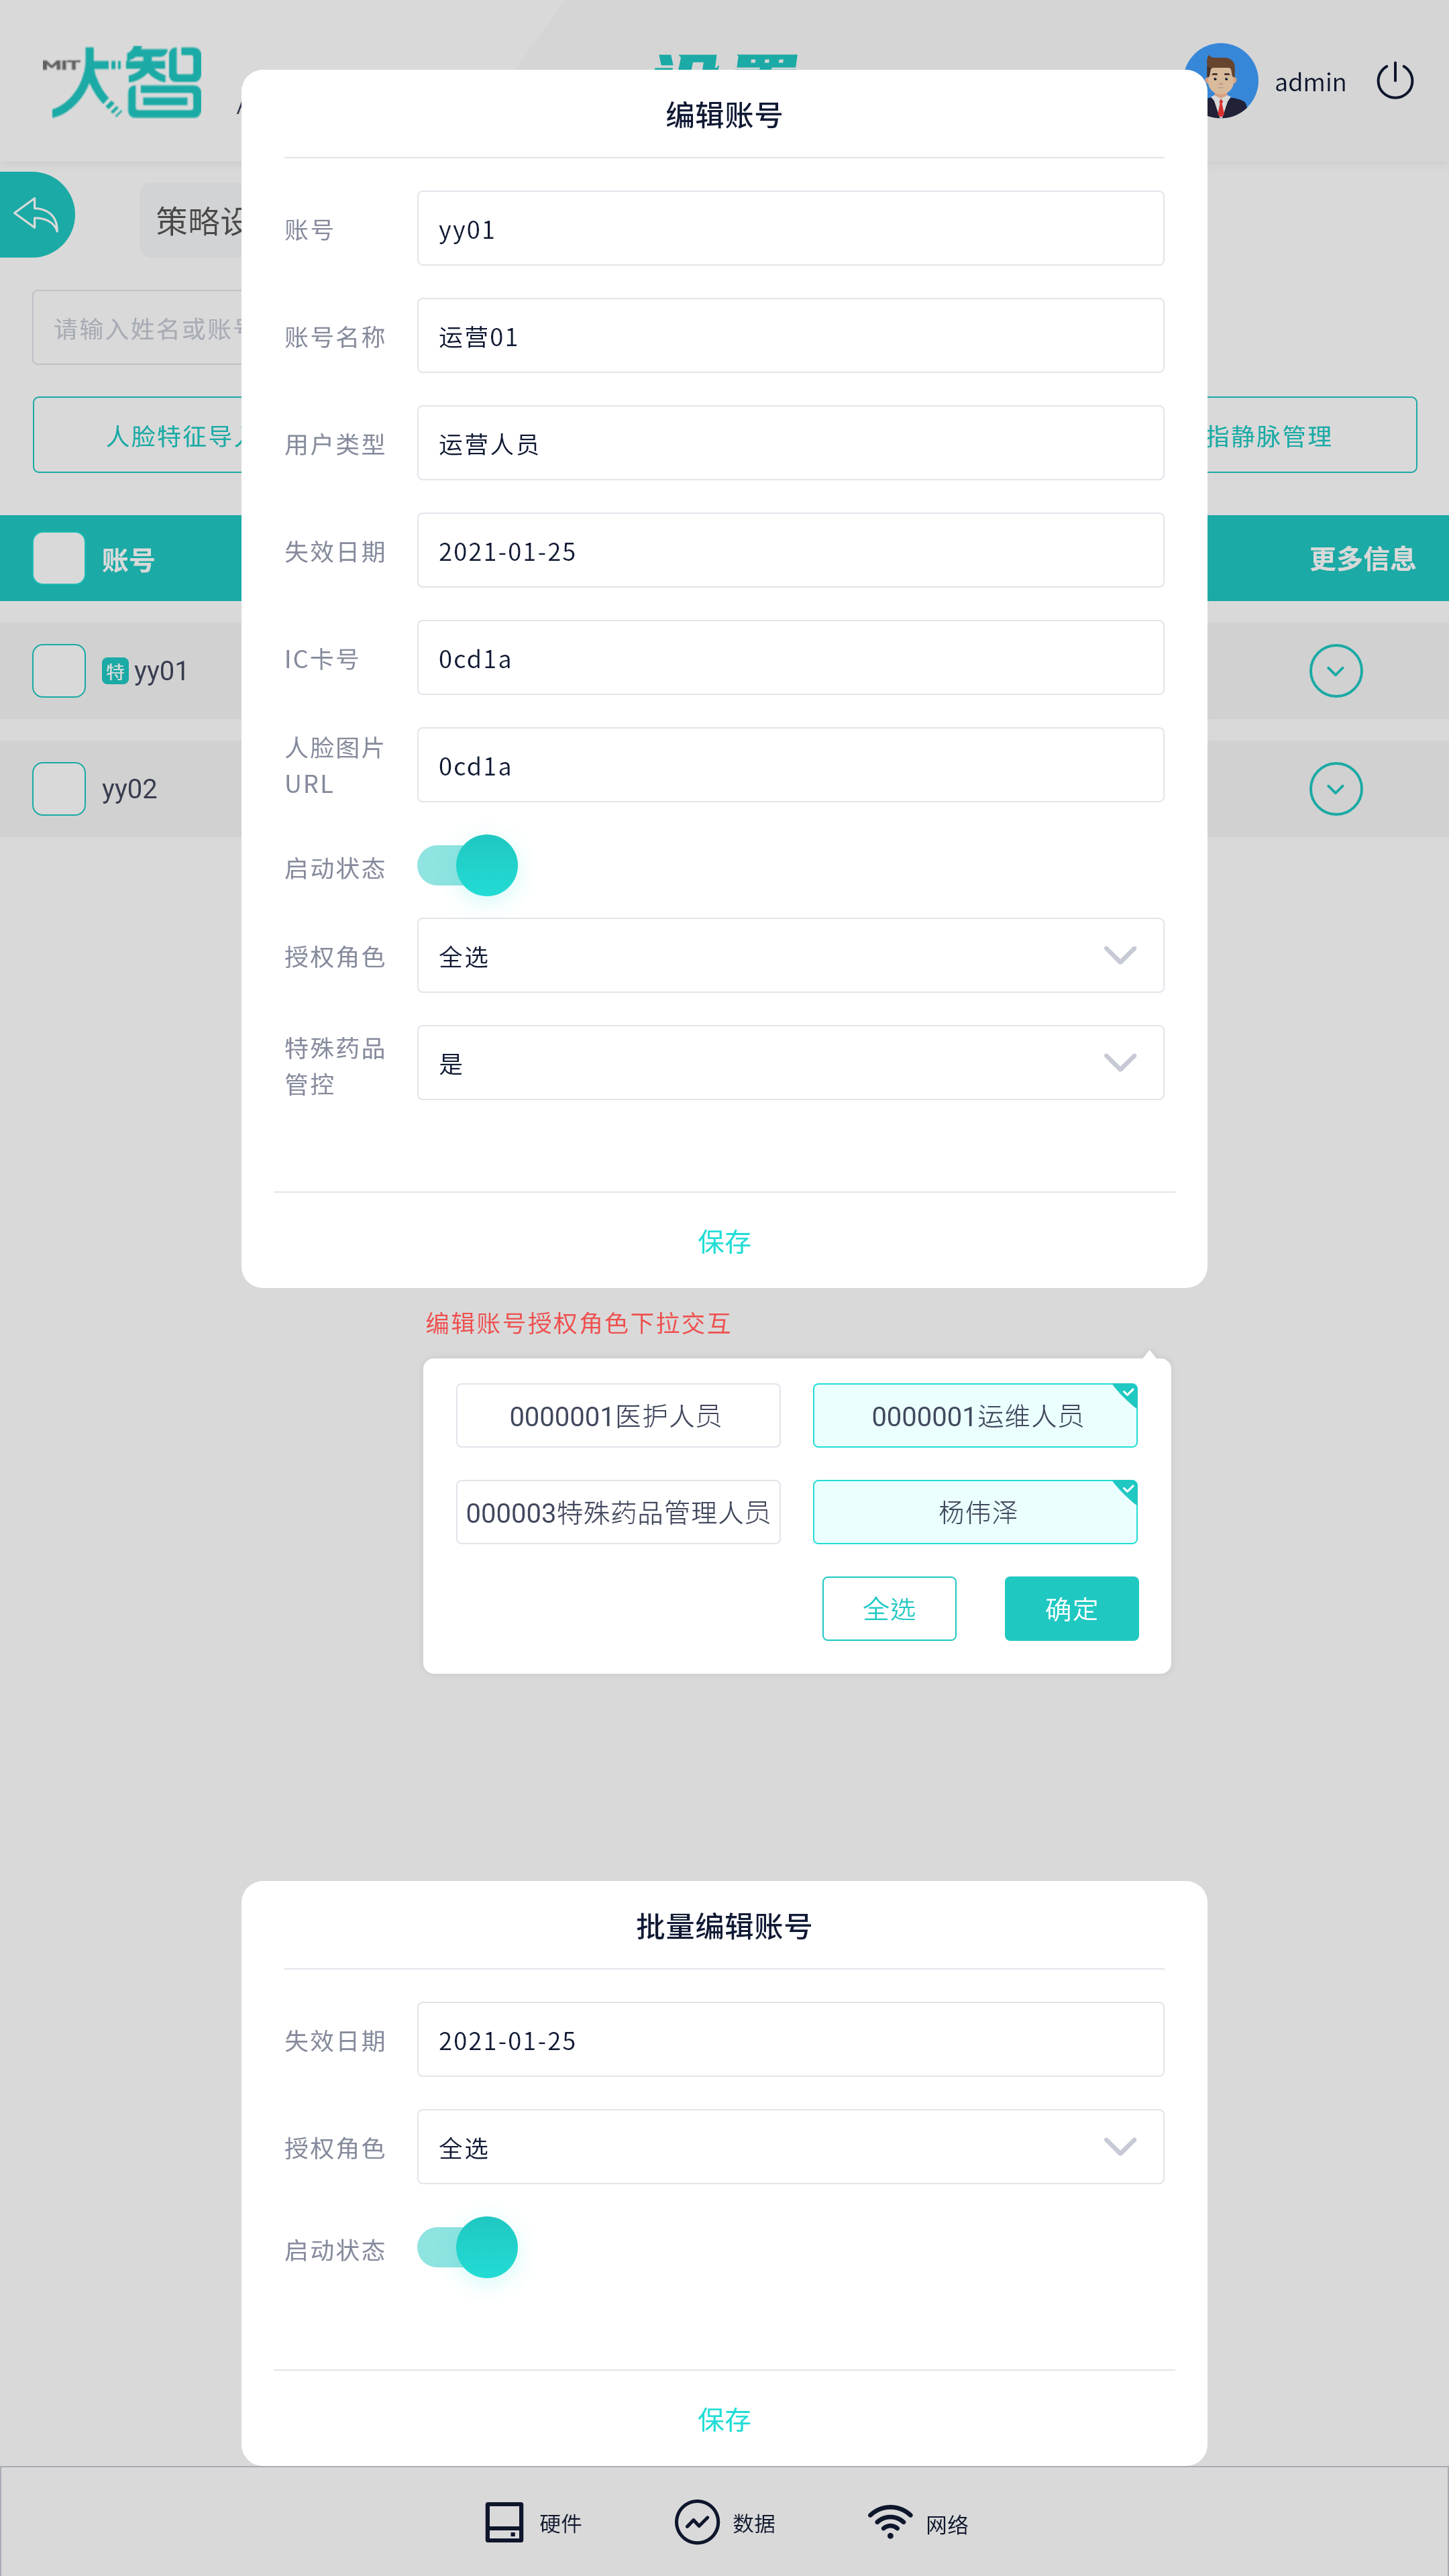 MIT大智
admin
编辑账号
策略设
账号
yy01
请输入姓名或账号
账号名称
运营01
人脸特征导入
用户类型
运营人员
指静脉管理
账号
失效日期
2021-01-25
更多信息
特 yy01
IC卡号
0cd1a
yy02
人脸图片
URL
0cd1a
启动状态
授权角色
全选
特殊药品
管控
是
保存
编辑账号授权角色下拉交互
0000001医护人员
0000001运维人员
000003特殊药品管理人员
杨伟泽
全选
确定
批量编辑账号
失效日期
2021-01-25
授权角色
全选
启动状态
保存
硬件
数据
网络